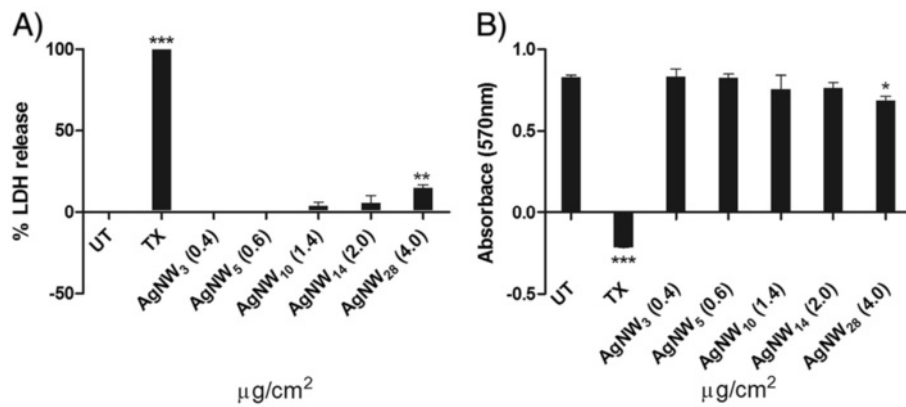 A)
% LDH release
100
50
0
-50
***
**
UT
TX
AgNW₃ (0.4)
AgNW₅ (0.6)
AgNW₁₀ (1.4)
AgNW₁₄ (2.0)
AgNW₂₈ (4.0)
μg/cm²
B)
Absorbace (570nm)
1.0
0.5
0.0
-0.5
*
***
UT
TX
AgNW₃ (0.4)
AgNW₅ (0.6)
AgNW₁₀ (1.4)
AgNW₁₄ (2.0)
AgNW₂₈ (4.0)
μg/cm²